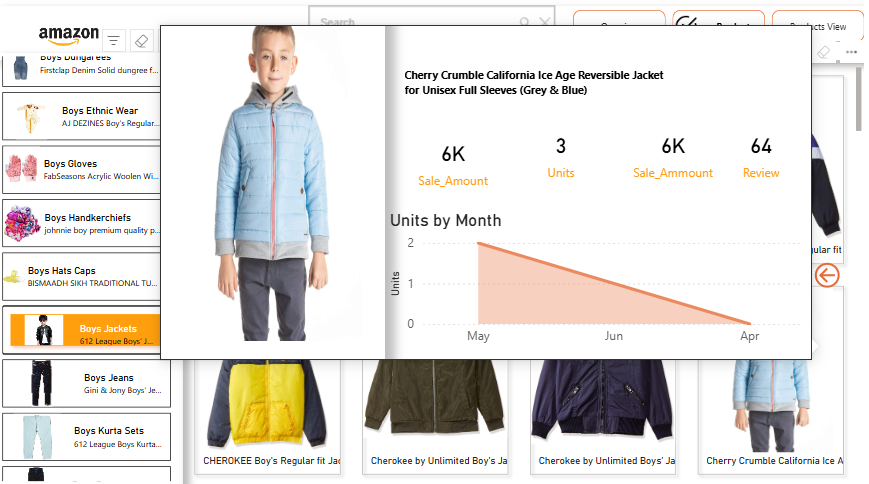 Search
amazon
Products View
Boys Dungarees
Firstclap Denim Solid dungree f...
Boys Ethnic Wear
AJ DEZINES Boy's Regular...
Boys Gloves
FabSeasons Acrylic Woolen Wi...
Boys Handkerchiefs
johnnie boy premium quality p...
Boys Hats Caps
BISMAADH SIKH TRADITIONAL TU...
Boys Jackets
612 League Boys' J...
Boys Jeans
Gini & Jony Boys' Je...
Boys Kurta Sets
612 League Boys Kurta...
Cherry Crumble California Ice Age Reversible Jacket
for Unisex Full Sleeves (Grey & Blue)
6K
Sale_Amount
3
Units
6K
Sale_Ammount
64
Review
Units by Month
Units
2
1
0
May
Jun
Apr
gular fit
CHEROKEE Boy's Regular fit Jac
Cherokee by Unlimited Boy's Ja
Cherokee by Unlimited Boys' Ja
Cherry Crumble California Ice A